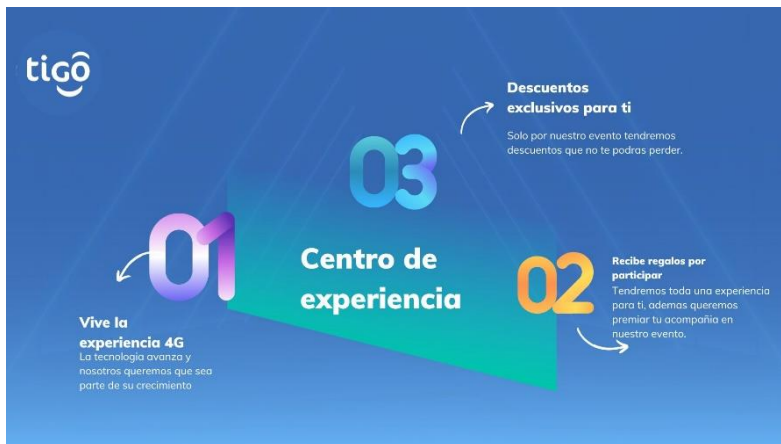 tigo
01
Vive la
experiencia 4G
La tecnología avanza y
nosotros queremos que sea
parte de su crecimiento
Centro de
experiencia
02
Recibe regalos por
participar
Tendremos toda una experiencia
para ti, ademas queremos
premiar tu acompañia en
nuestro evento.
03
Descuentos
exclusivos para ti
Solo por nuestro evento tendremos
descuentos que no te podras perder.